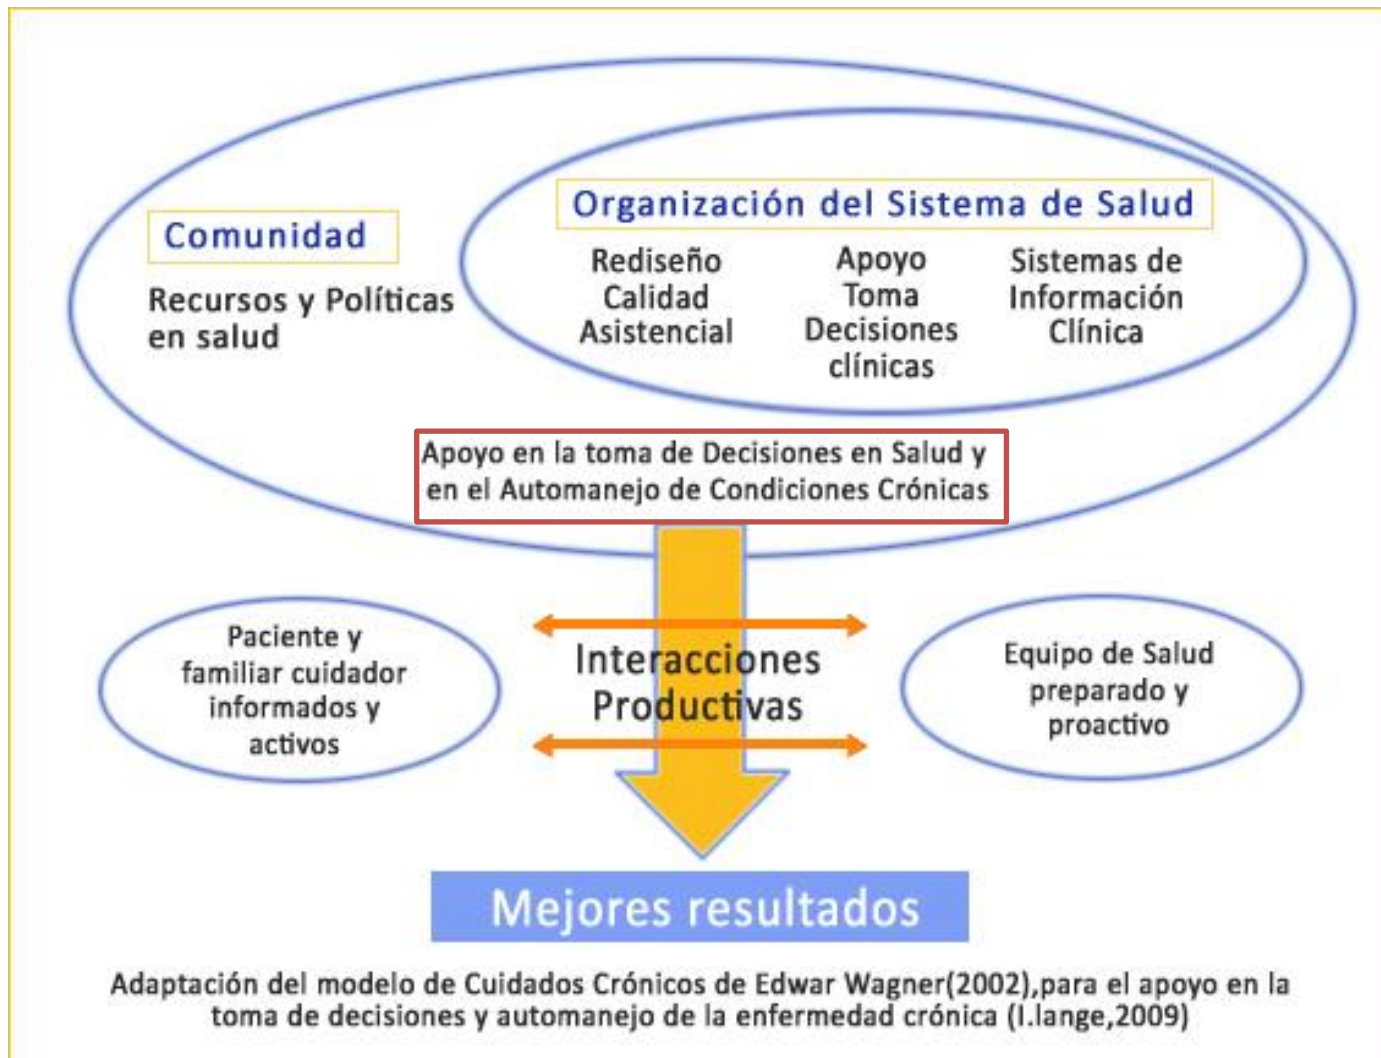 Comunidad
Recursos y Políticas
en salud
Organización del Sistema de Salud
Rediseño
Calidad
Asistencial
Apoyo
Toma
Decisiones
clínicas
Sistemas de
Información
Clínica
Apoyo en la toma de Decisiones en Salud y
en el Automanejo de Condiciones Crónicas
Paciente y
familiar cuidador
informados y
activos
Interacciones
Productivas
Equipo de Salud
preparado y
proactivo
Mejores resultados
Adaptación del modelo de Cuidados Crónicos de Edwar Wagner(2002),para el apoyo en la
toma de decisiones y automanejo de la enfermedad crónica (I.lange,2009)